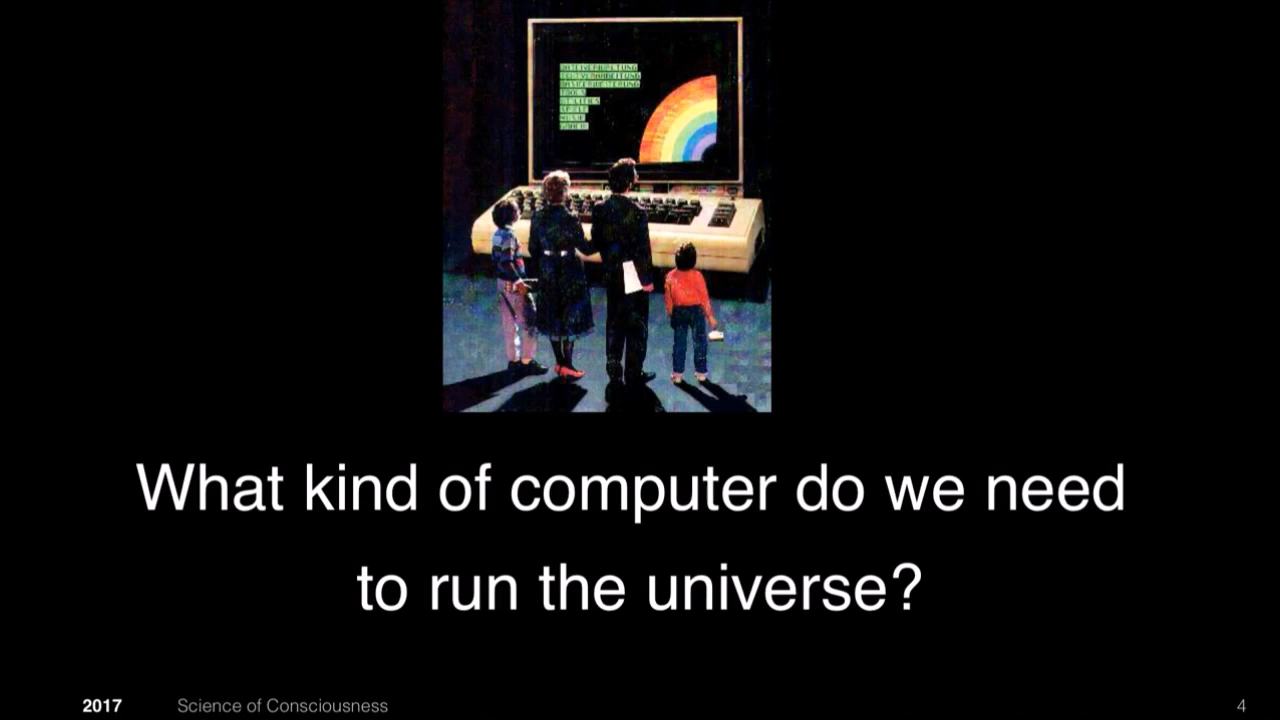 What kind of computer do we need
to run the universe?
2017 Science of Consciousness 4